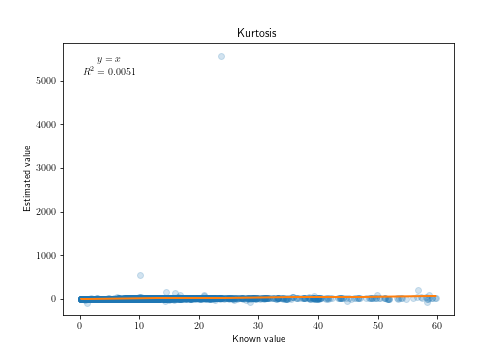 Kurtosis
y = x
R² = 0.0051
Estimated value
5000
4000
3000
2000
1000
0
0 10 20 30 40 50 60
Known value